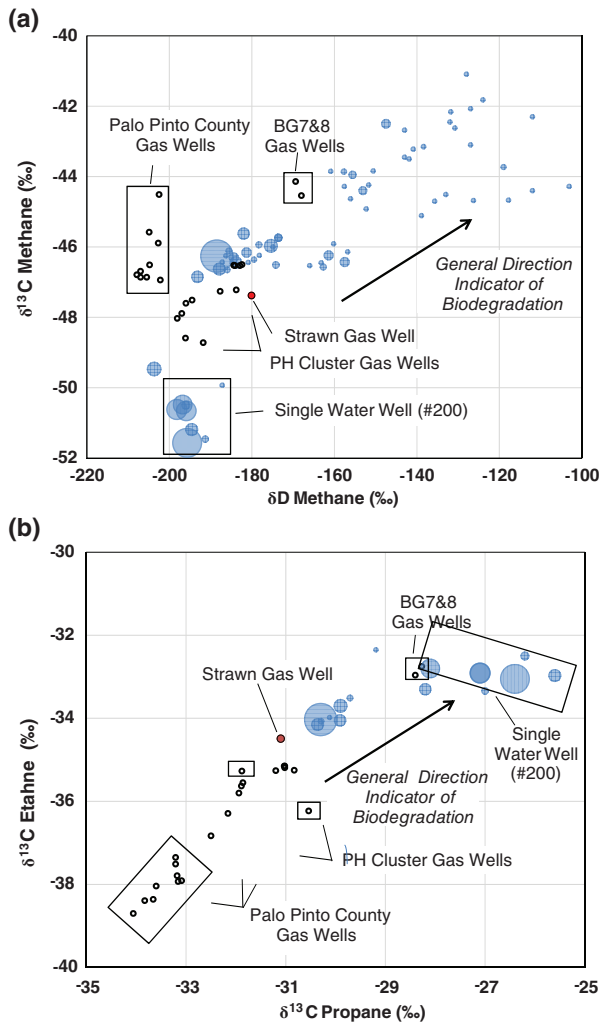 (a)
-40
-42
-44
-46
-48
-50
-52
δ13C Methane (‰)
Palo Pinto County
Gas Wells
BG7&8
Gas Wells
General Direction
Indicator of
Biodegradation
Strawn Gas Well
PH Cluster Gas Wells
Single Water Well (#200)
-220 -200 -180 -160 -140 -120 -100
δD Methane (‰)
(b)
-30
-32
-34
-36
-38
-40
δ13C Etahne (‰)
BG7&8
Gas Wells
Strawn Gas Well
Single
Water Well
(#200)
General Direction
Indicator of
Biodegradation
PH Cluster Gas Wells
Palo Pinto County
Gas Wells
-35 -33 -31 -29 -27 -25
δ13C Propane (‰)